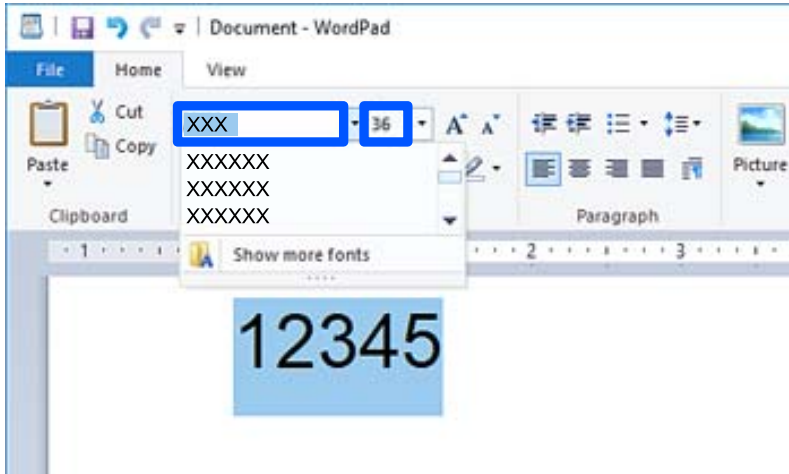 Document - WordPad
File Home View
Cut
Copy
Paste
Clipboard
XXX
36
A A
XXXXXX
XXXXXX
XXXXXX
Show more fonts
Paragraph
Picture
1 2 3
12345